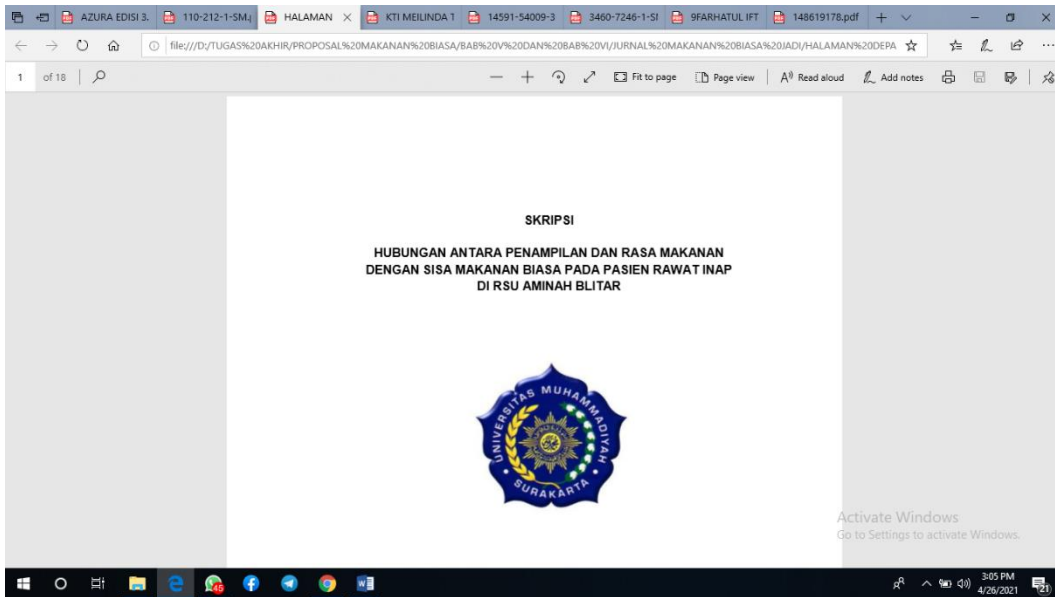 AZURA EDISI 3.
110-212-1-SM.
HALAMAN
KTI MEILINDA T
14591-54009-3
3460-7246-1-SI
9FARHATUL IFT
148619178.pdf
file:///D:/TUGAS%20AKHIR/PROPOSAL%20MAKANAN%20BIASA/BAB%20V%20DAN%20BAB%20VI/JURNAL%20MAKANAN%20BIASA%20JADI/HALAMAN%20DEPA
1 of 18
Fit to page
Page view
Read aloud
Add notes
SKRIPSI
HUBUNGAN ANTARA PENAMPILAN DAN RASA MAKANAN
DENGAN SISA MAKANAN BIASA PADA PASIEN RAWAT INAP
DI RSU AMINAH BLITAR
UNIVERSITAS MUHAMMADIYAH
SURAKARTA
Activate Windows
Go to Settings to activate Windows.
45
3:05 PM
4/26/2021
21